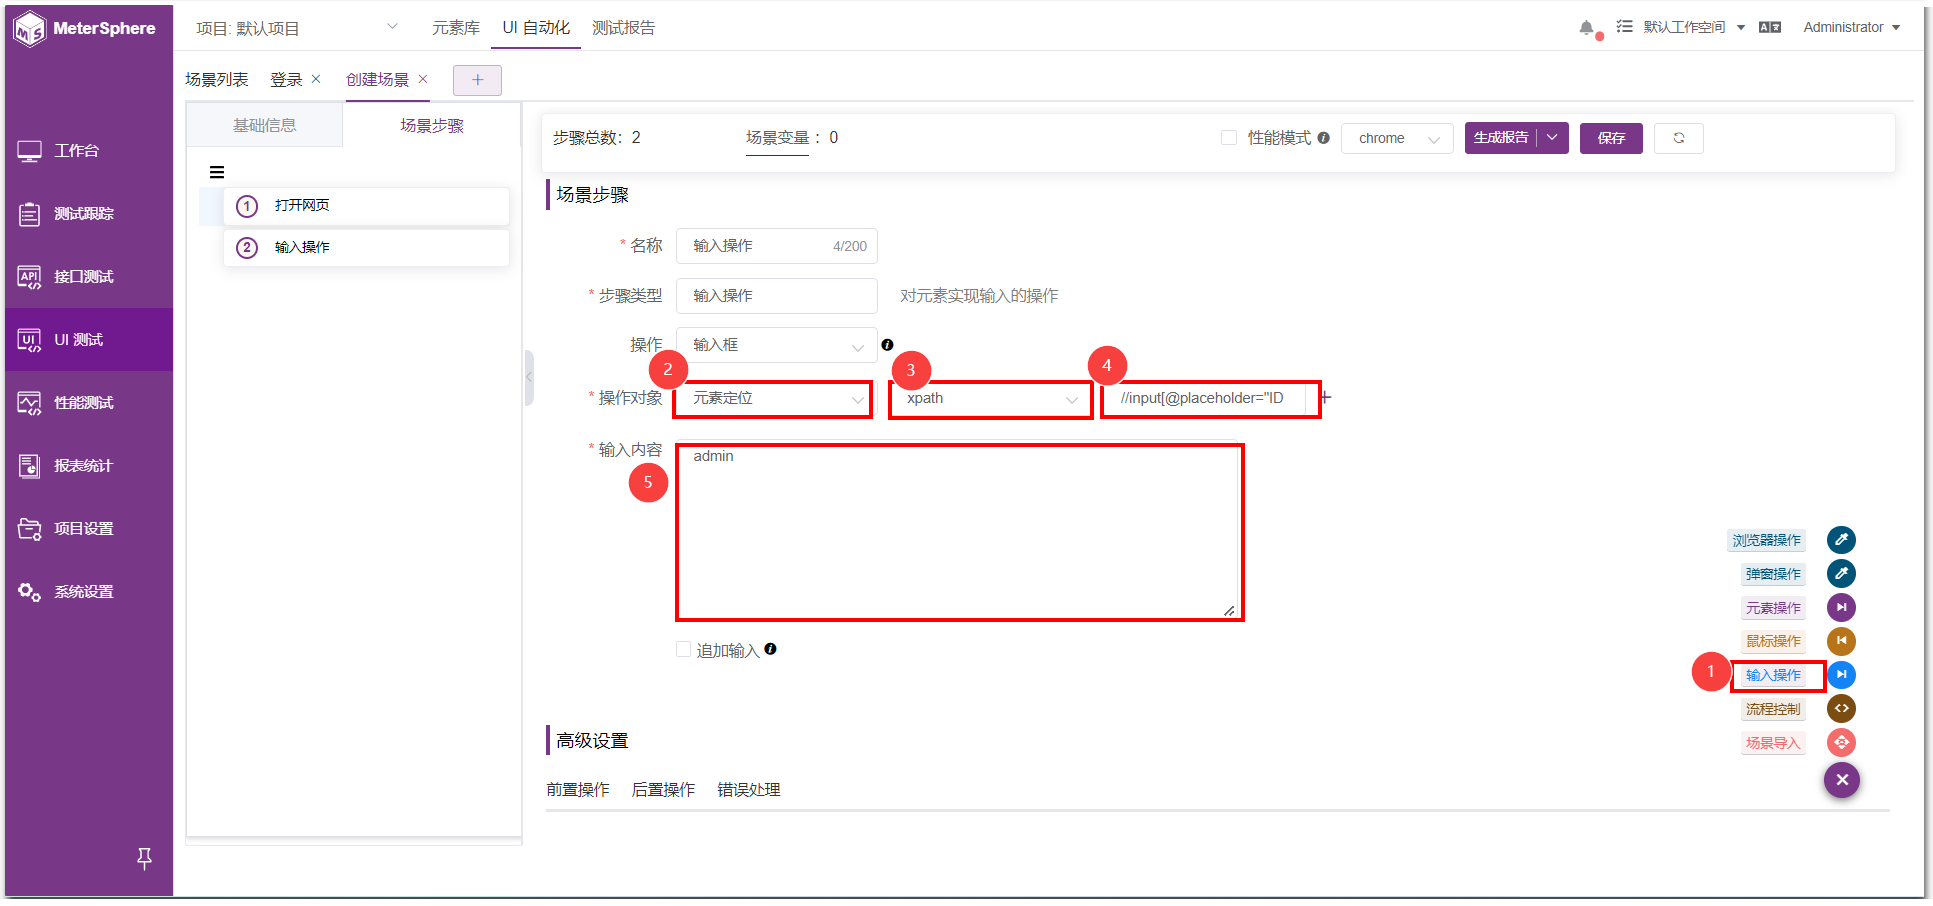 MeterSphere
项目: 默认项目
元素库
UI 自动化
测试报告
默认工作空间
Administrator
场景列表
登录
创建场景
工作台
测试跟踪
接口测试
UI 测试
性能测试
报表统计
项目设置
系统设置
基础信息
场景步骤
1 打开网页
2 输入操作
步骤总数：2
场景变量 ：0
性能模式
chrome
生成报告
保存
场景步骤
* 名称 输入操作 4/200
* 步骤类型 输入操作 对元素实现输入的操作
操作 输入框
2
3
4
* 操作对象 元素定位 xpath //input[@placeholder="ID
* 输入内容
admin
5
追加输入
浏览器操作
弹窗操作
元素操作
鼠标操作
1 输入操作
流程控制
场景导入
高级设置
前置操作 后置操作 错误处理